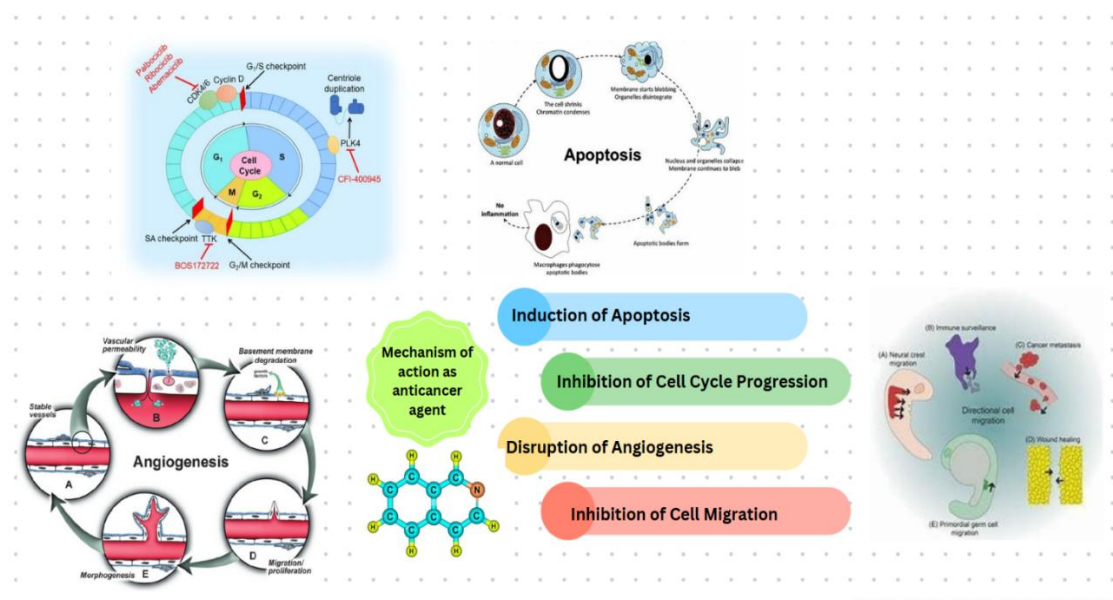 Palbociclib
Ribociclib
Abemaciclib
CDK4/6
Cyclin D
G₁/S checkpoint
Centriole
duplication
PLK4
CFI-400945
G₁
S
Cell
Cycle
M
G₂
SA checkpoint
TTK
BOS172722
G₂/M checkpoint
The cell shrinks
Chromatin condenses
Membrane starts blebbing
Organelles disintegrate
A normal cell
Apoptosis
Nucleus and organelles collapse
Membrane continues to bleb
No
Inflammation
Apoptotic bodies form
Macrophages phagocytose
apoptotic bodies
Vascular
permeability
Basement membrane
degradation
growth
factors
B
C
Stable
vessels
Angiogenesis
A
D
E
Migration/
proliferation
Morphogenesis
Mechanism of
action as
anticancer
agent
H
H
H
C
C
H
C
C
N
C
C
C
H
C
C
H
H
H
Induction of Apoptosis
Inhibition of Cell Cycle Progression
Disruption of Angiogenesis
Inhibition of Cell Migration
(B) Immune surveillance
(A) Neural crest
migration
(C) Cancer metastasis
Directional cell
migration
(D) Wound healing
(E) Primordial germ cell
migration